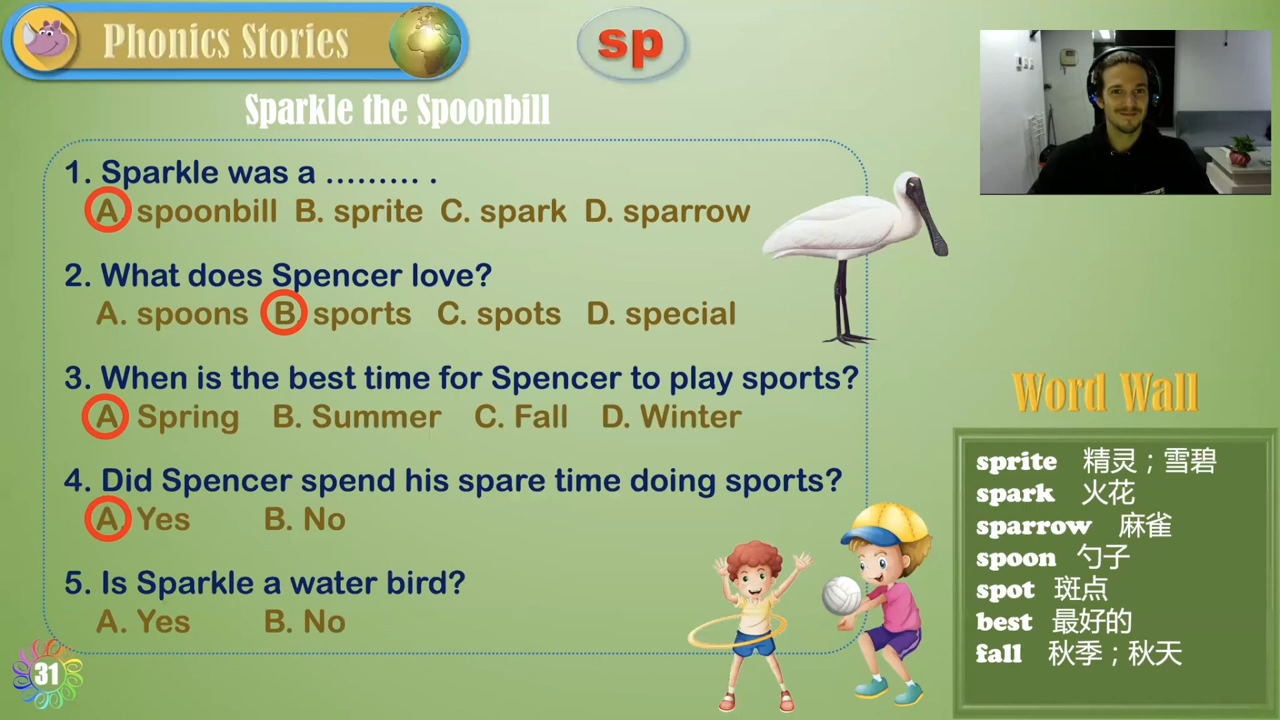 Phonics Stories
sp
Sparkle the Spoonbill
1. Sparkle was a ......... .
A. spoonbill B. sprite C. spark D. sparrow
2. What does Spencer love?
A. spoons B. sports C. spots D. special
3. When is the best time for Spencer to play sports?
A. Spring B. Summer C. Fall D. Winter
4. Did Spencer spend his spare time doing sports?
A. Yes B. No
5. Is Sparkle a water bird?
A. Yes B. No
31
Word Wall
sprite 精灵；雪碧
spark 火花
sparrow 麻雀
spoon 勺子
spot 斑点
best 最好的
fall 秋季；秋天